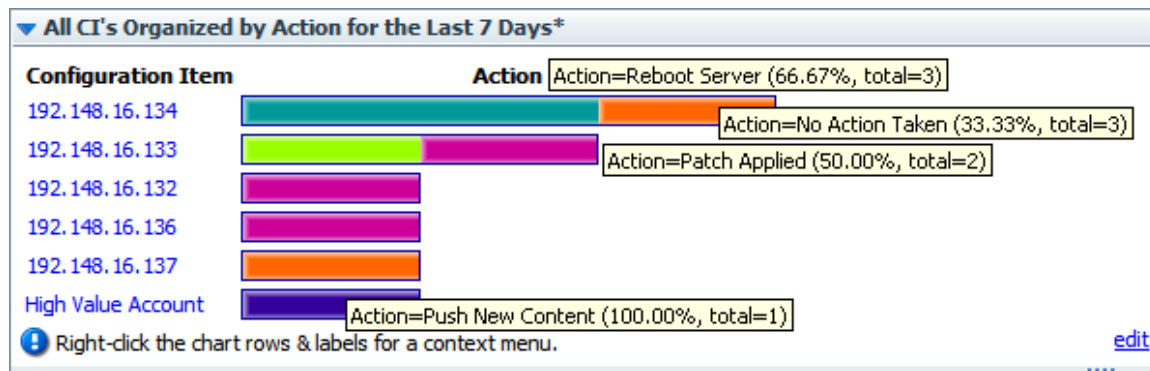 All CI's Organized by Action for the Last 7 Days*
Configuration Item Action Action=Reboot Server (66.67%, total=3)
192.148.16.134
Action=No Action Taken (33.33%, total=3)
192.148.16.133
Action=Patch Applied (50.00%, total=2)
192.148.16.132
192.148.16.136
192.148.16.137
High Value Account
Action=Push New Content (100.00%, total=1)
Right-click the chart rows & labels for a context menu. edit